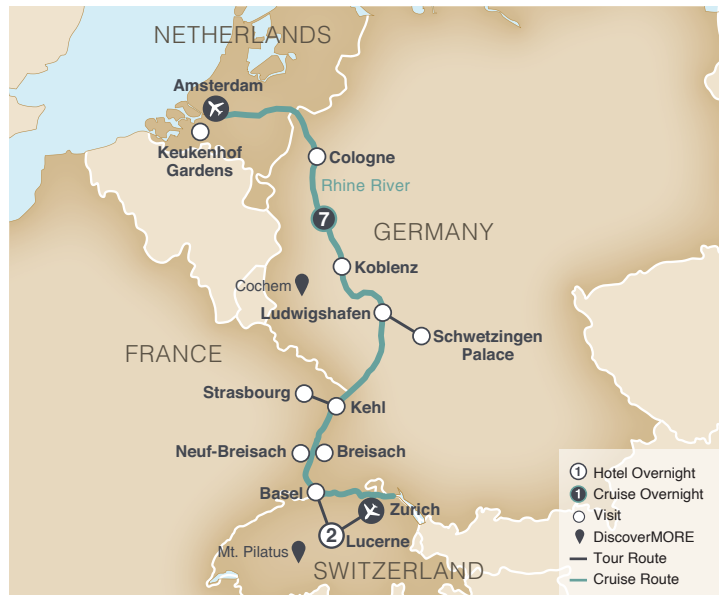 NETHERLANDS
Amsterdam
Keukenhof
Gardens
Cologne
Rhine River
7
GERMANY
Koblenz
Cochem
Ludwigshafen
Schwetzingen
Palace
FRANCE
Strasbourg
Kehl
Neuf-Breisach
Breisach
Basel
Zurich
2
Lucerne
Mt. Pilatus
SWITZERLAND
1 Hotel Overnight
1 Cruise Overnight
Visit
DiscoverMORE
Tour Route
Cruise Route